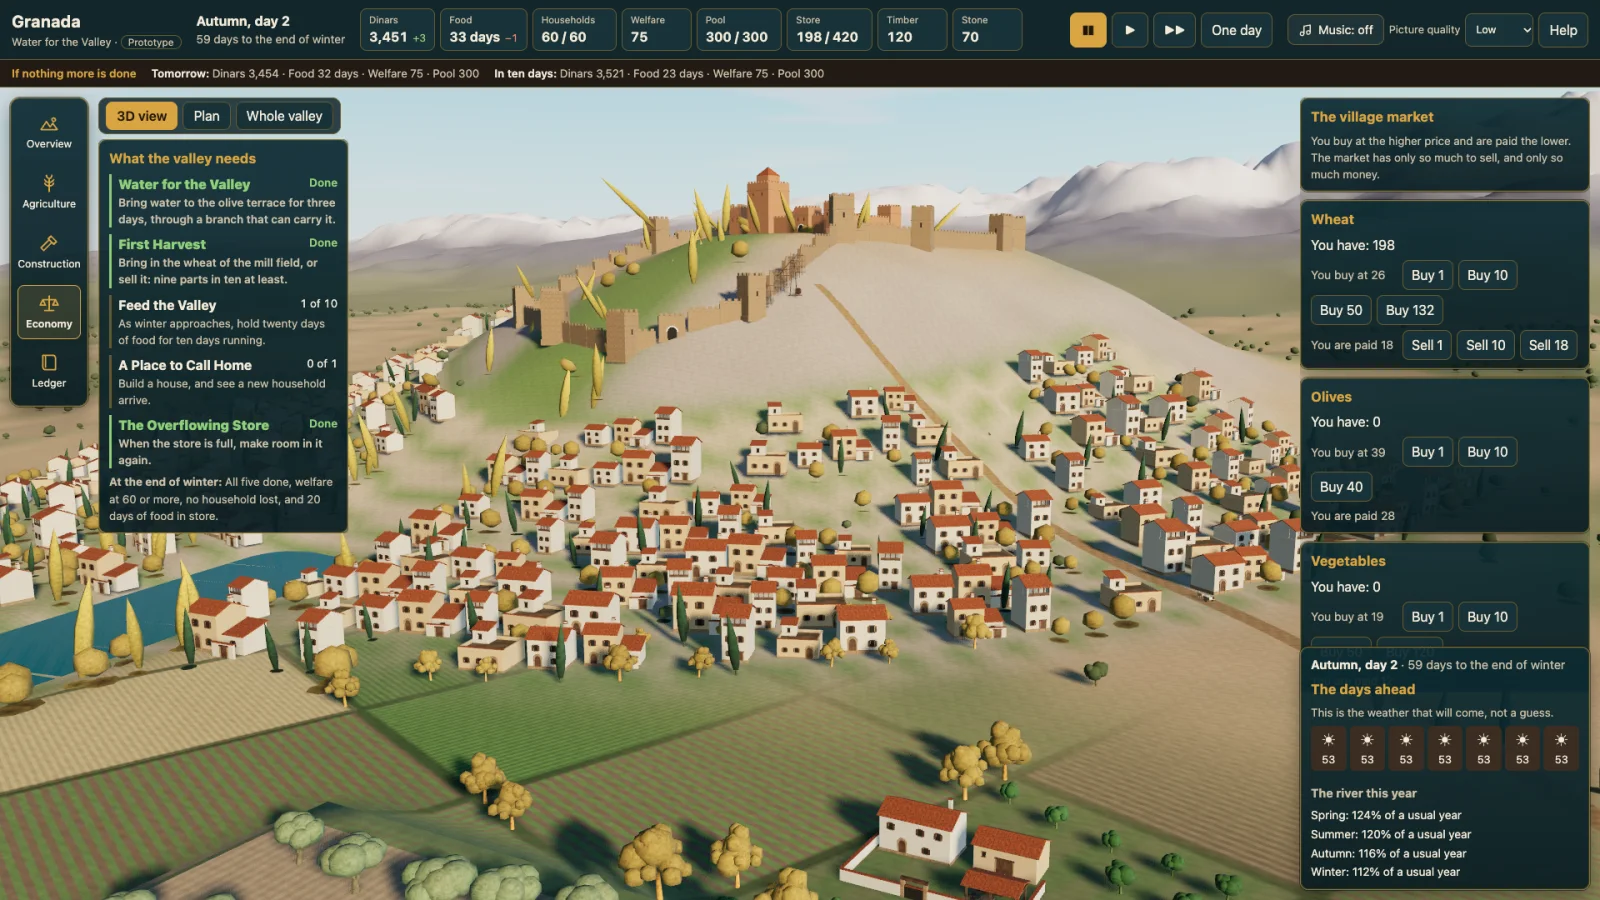 Granada
Water for the Valley · Prototype
Autumn, day 2
59 days to the end of winter
Dinars
3,451 +3
Food
33 days −1
Households
60 / 60
Welfare
75
Pool
300 / 300
Store
198 / 420
Timber
120
Stone
70
One day
Music: off
Picture quality
Low
Help
If nothing more is done Tomorrow: Dinars 3,454 · Food 32 days · Welfare 75 · Pool 300 In ten days: Dinars 3,521 · Food 23 days · Welfare 75 · Pool 300
Overview
Agriculture
Construction
Economy
Ledger
3D view
Plan
Whole valley
What the valley needs
Water for the Valley Done
Bring water to the olive terrace for three
days, through a branch that can carry it.
First Harvest Done
Bring in the wheat of the mill field, or
sell it: nine parts in ten at least.
Feed the Valley 1 of 10
As winter approaches, hold twenty days
of food for ten days running.
A Place to Call Home 0 of 1
Build a house, and see a new household
arrive.
The Overflowing Store Done
When the store is full, make room in it
again.
At the end of winter: All five done, welfare
at 60 or more, no household lost, and 20
days of food in store.
The village market
You buy at the higher price and are paid the lower.
The market has only so much to sell, and only so
much money.
Wheat
You have: 198
You buy at 26 Buy 1 Buy 10
Buy 50 Buy 132
You are paid 18 Sell 1 Sell 10 Sell 18
Olives
You have: 0
You buy at 39 Buy 1 Buy 10
Buy 40
You are paid 28
Vegetables
You have: 0
You buy at 19 Buy 1 Buy 10
Buy 50 Buy 120
Autumn, day 2 · 59 days to the end of winter
The days ahead
This is the weather that will come, not a guess.
53 53 53 53 53 53 53
The river this year
Spring: 124% of a usual year
Summer: 120% of a usual year
Autumn: 116% of a usual year
Winter: 112% of a usual year